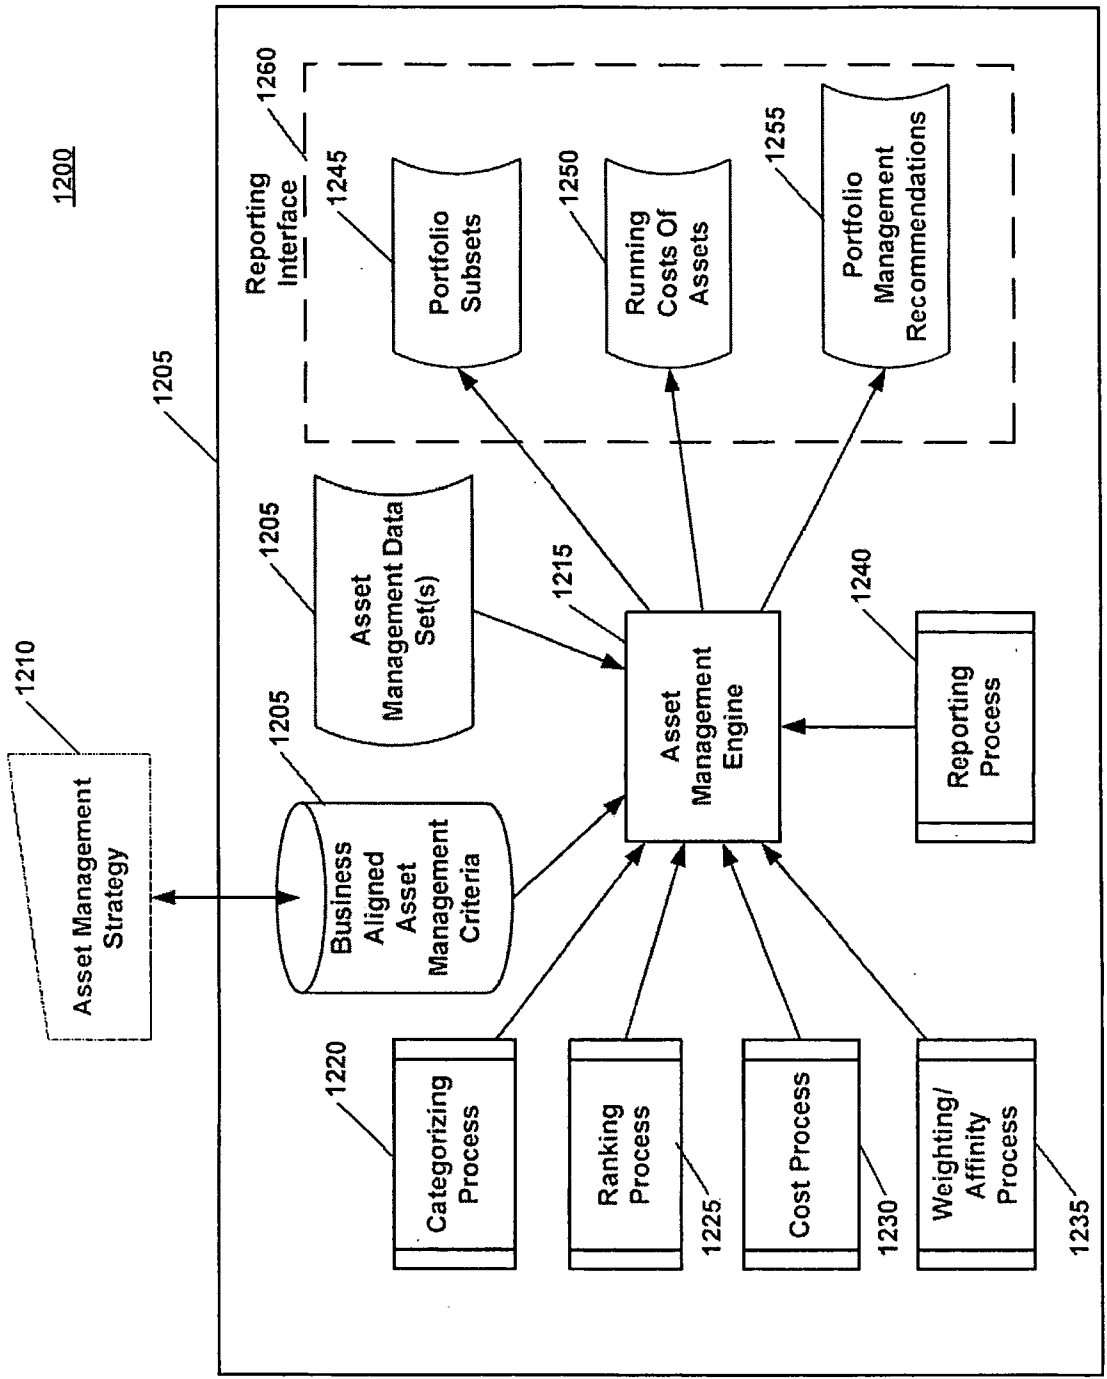 1200
1210
Asset Management
Strategy
1205
1205
Business
Aligned
Asset
Management
Criteria
1205
Asset
Management Data
Set(s)
Reporting
Interface
1260
1220
Categorizing
Process
Ranking
Process
1225
Cost Process
1230
Weighting/
Affinity
Process
1235
1215
Asset
Management
Engine
1240
Reporting
Process
1245
Portfolio
Subsets
1250
Running
Costs Of
Assets
1255
Portfolio
Management
Recommendations